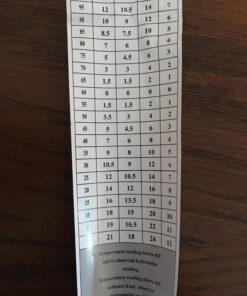 95 12 10.5 14 7
90 10 9 12 6
85 8.5 7.5 10 5
80 7 6 8 4
75 5 4.5 6 3
70 3 3 4 2
65 1.5 1.5 2 1
60 0 0 0 0
55 1.5 1.5 2 1
50 3.5 3 4 2
45 5 4.5 6 3
40 7 6 8 4
35 9 8 10 5
30 10.5 9 12 6
25 12 10.5 14 7
20 14 12 16 8
15 16 13.5 18 9
10 18 15 20 10
5 19 16.5 22 11
21 18 24 12
Temperature reading below 60
add to observed hydrometer
reading.
Temperature reading above 60
subtract from observed
hydrometer